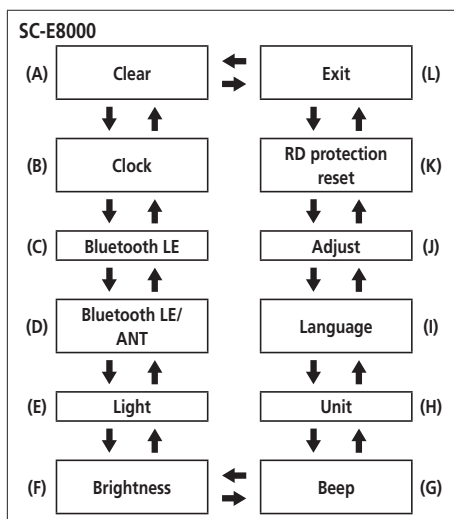 SC-E8000
(A) Clear Exit (L)
(B) Clock RD protection
reset (K)
(C) Bluetooth LE Adjust (J)
(D) Bluetooth LE/
ANT Language (I)
(E) Light Unit (H)
(F) Brightness Beep (G)